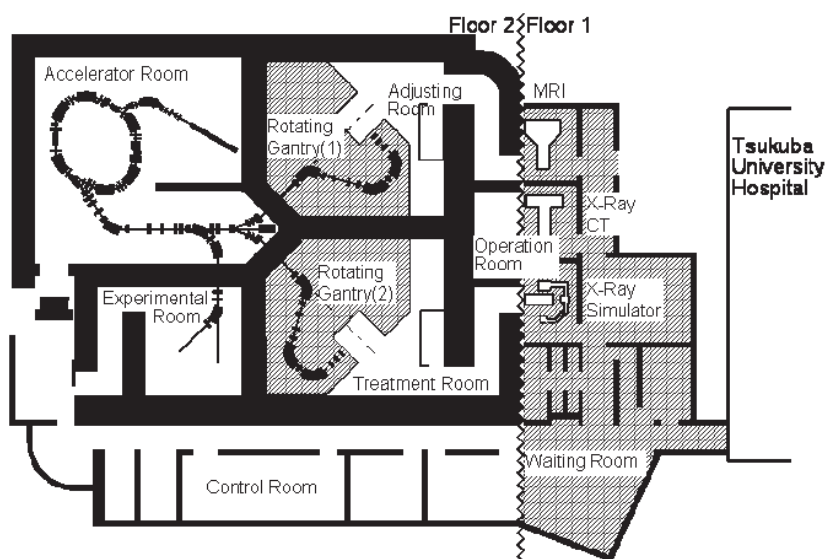 Floor 2
Floor 1
Accelerator Room
MRI
Adjusting
Room
Rotating
Gantry(1)
Tsukuba
University
Hospital
X-Ray
CT
Operation
Room
Rotating
Gantry(2)
X-Ray
Simulator
Experimental
Room
Treatment Room
Waiting Room
Control Room